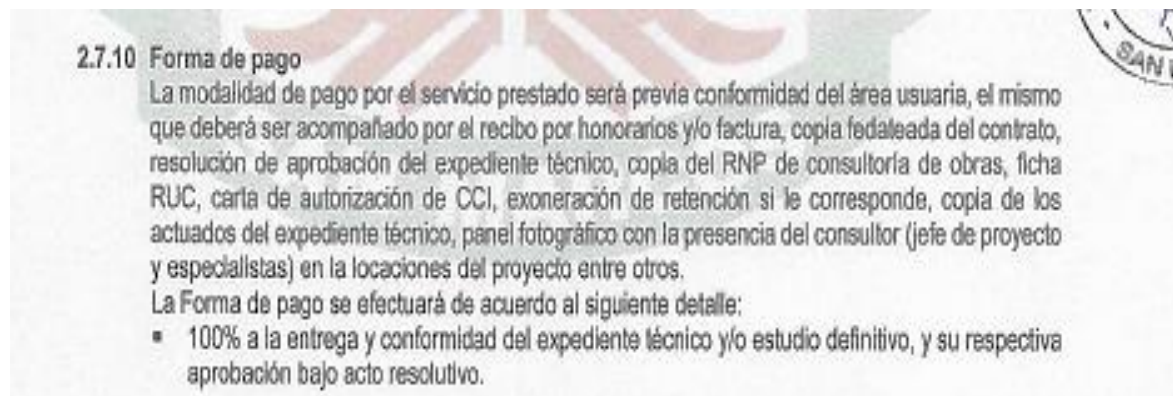 2.7.10 Forma de pago
La modalidad de pago por el servicio prestado será previa conformidad del área usuaria, el mismo
que deberá ser acompañado por el recibo por honorarios y/o factura, copia fedateada del contrato,
resolución de aprobación del expediente técnico, copia del RNP de consultoría de obras, ficha
RUC, carta de autorización de CCI, exoneración de retención si le corresponde, copia de los
actuados del expediente técnico, panel fotográfico con la presencia del consultor (jefe de proyecto
y especialistas) en la locaciones del proyecto entre otros.
La Forma de pago se efectuará de acuerdo al siguiente detalle:
▪ 100% a la entrega y conformidad del expediente técnico y/o estudio definitivo, y su respectiva
aprobación bajo acto resolutivo.
SAN